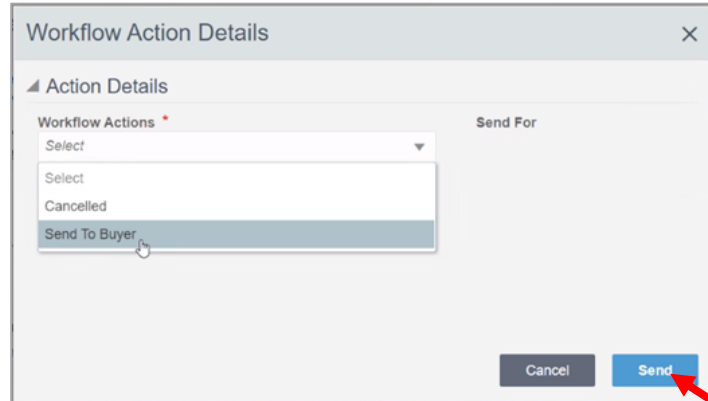 Workflow Action Details
Action Details
Workflow Actions * Send For
Select
Select
Cancelled
Send To Buyer
Cancel Send